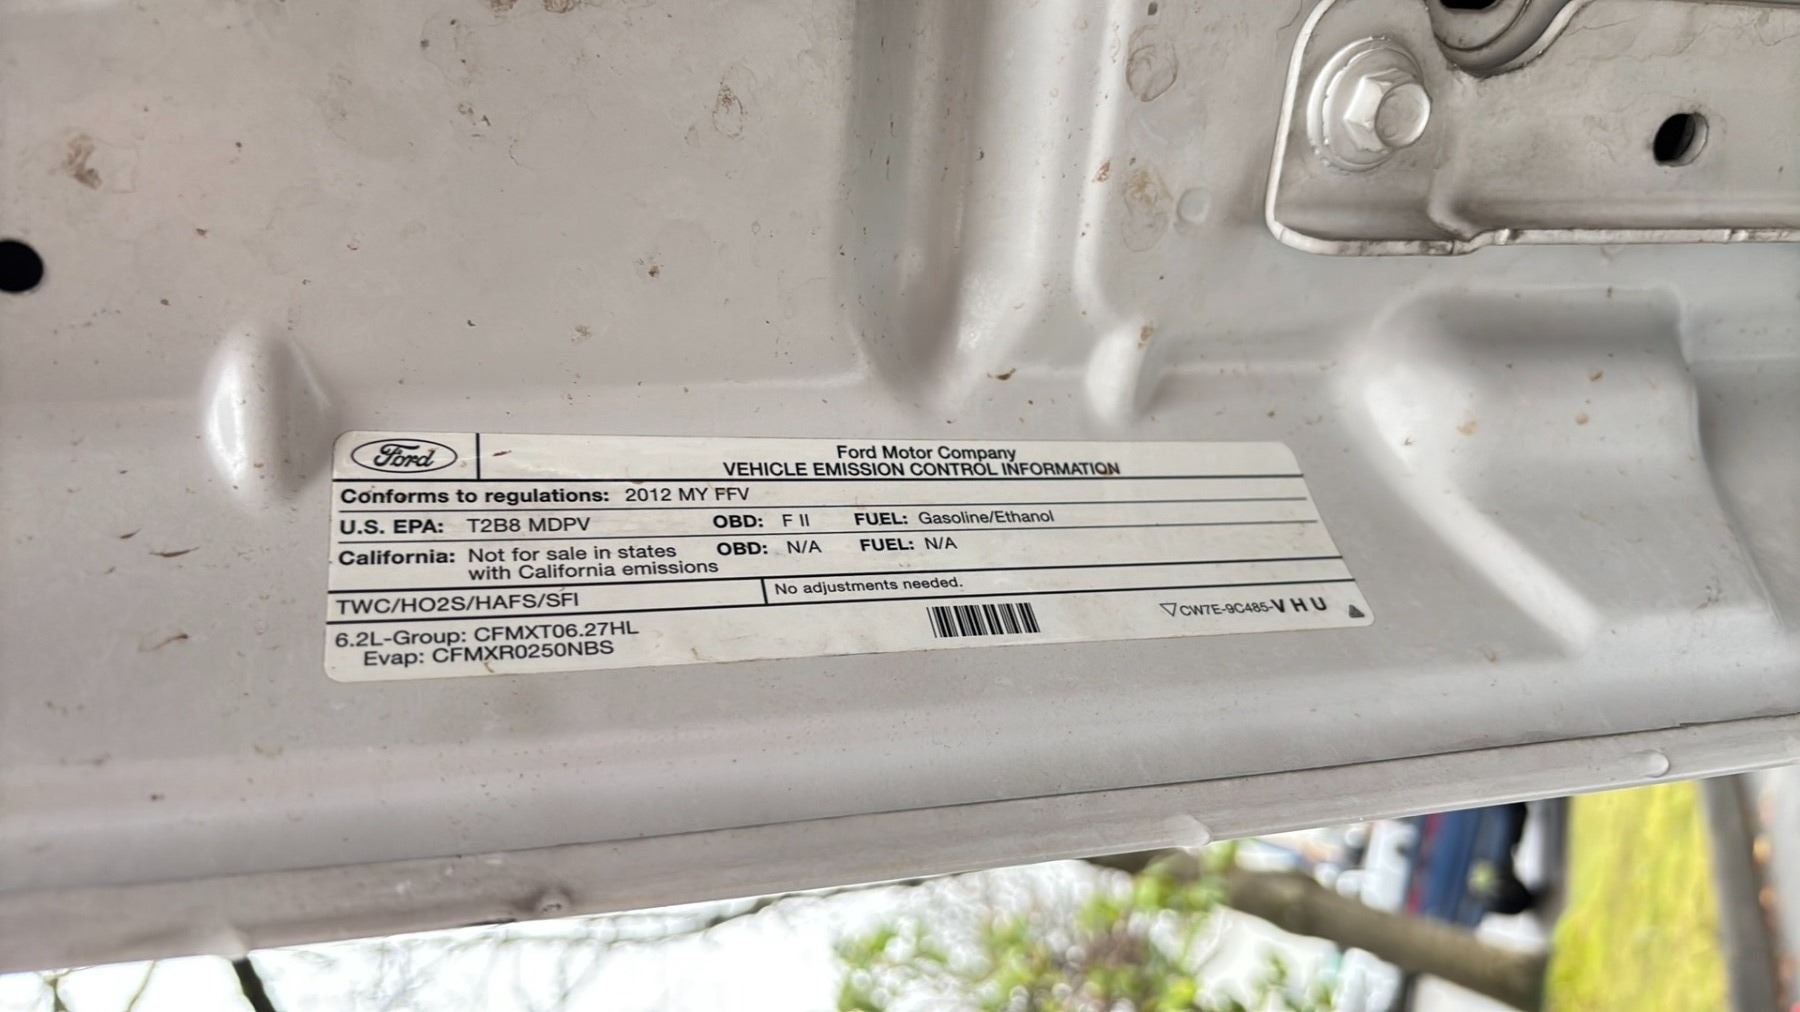 Ford
Ford Motor Company
VEHICLE EMISSION CONTROL INFORMATION
Conforms to regulations: 2012 MY FFV
U.S. EPA: T2B8 MDPV OBD: F II FUEL: Gasoline/Ethanol
California: Not for sale in states OBD: N/A FUEL: N/A
with California emissions
TWC/HO2S/HAFS/SFI No adjustments needed.
6.2L-Group: CFMXT06.27HL
Evap: CFMXR0250NBS
CW7E-9C485-VHU